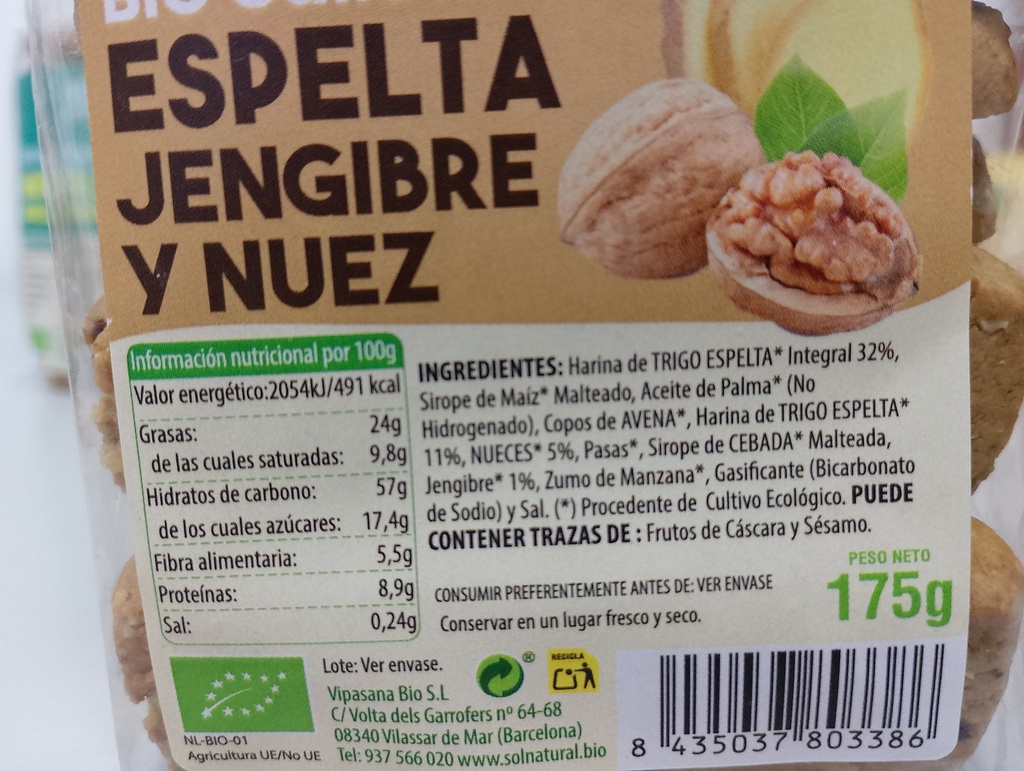 BIO
ESPELTA
JENGIBRE
Y NUEZ
Información nutricional por 100g
Valor energético:2054kJ/491 kcal
Grasas: 24g
de las cuales saturadas: 9,8g
Hidratos de carbono: 57g
de los cuales azúcares: 17,4g
Fibra alimentaria: 5,5g
Proteínas: 8,9g
Sal: 0,24g
INGREDIENTES: Harina de TRIGO ESPELTA* Integral 32%,
Sirope de Maíz* Malteado, Aceite de Palma* (No
Hidrogenado), Copos de AVENA*, Harina de TRIGO ESPELTA*
11%, NUECES* 5%, Pasas*, Sirope de CEBADA* Malteada,
Jengibre* 1%, Zumo de Manzana*, Gasificante (Bicarbonato
de Sodio) y Sal. (*) Procedente de Cultivo Ecológico. PUEDE
CONTENER TRAZAS DE : Frutos de Cáscara y Sésamo.
CONSUMIR PREFERENTEMENTE ANTES DE: VER ENVASE
Conservar en un lugar fresco y seco.
PESO NETO
175g
NL-BIO-01
Agricultura UE/No UE
Lote: Ver envase.
Vipasana Bio S.L
C/ Volta dels Garrofers nº 64-68
08340 Vilassar de Mar (Barcelona)
Tel: 937 566 020 www.solnatural.bio
®
RECICLA
8 435037 803386